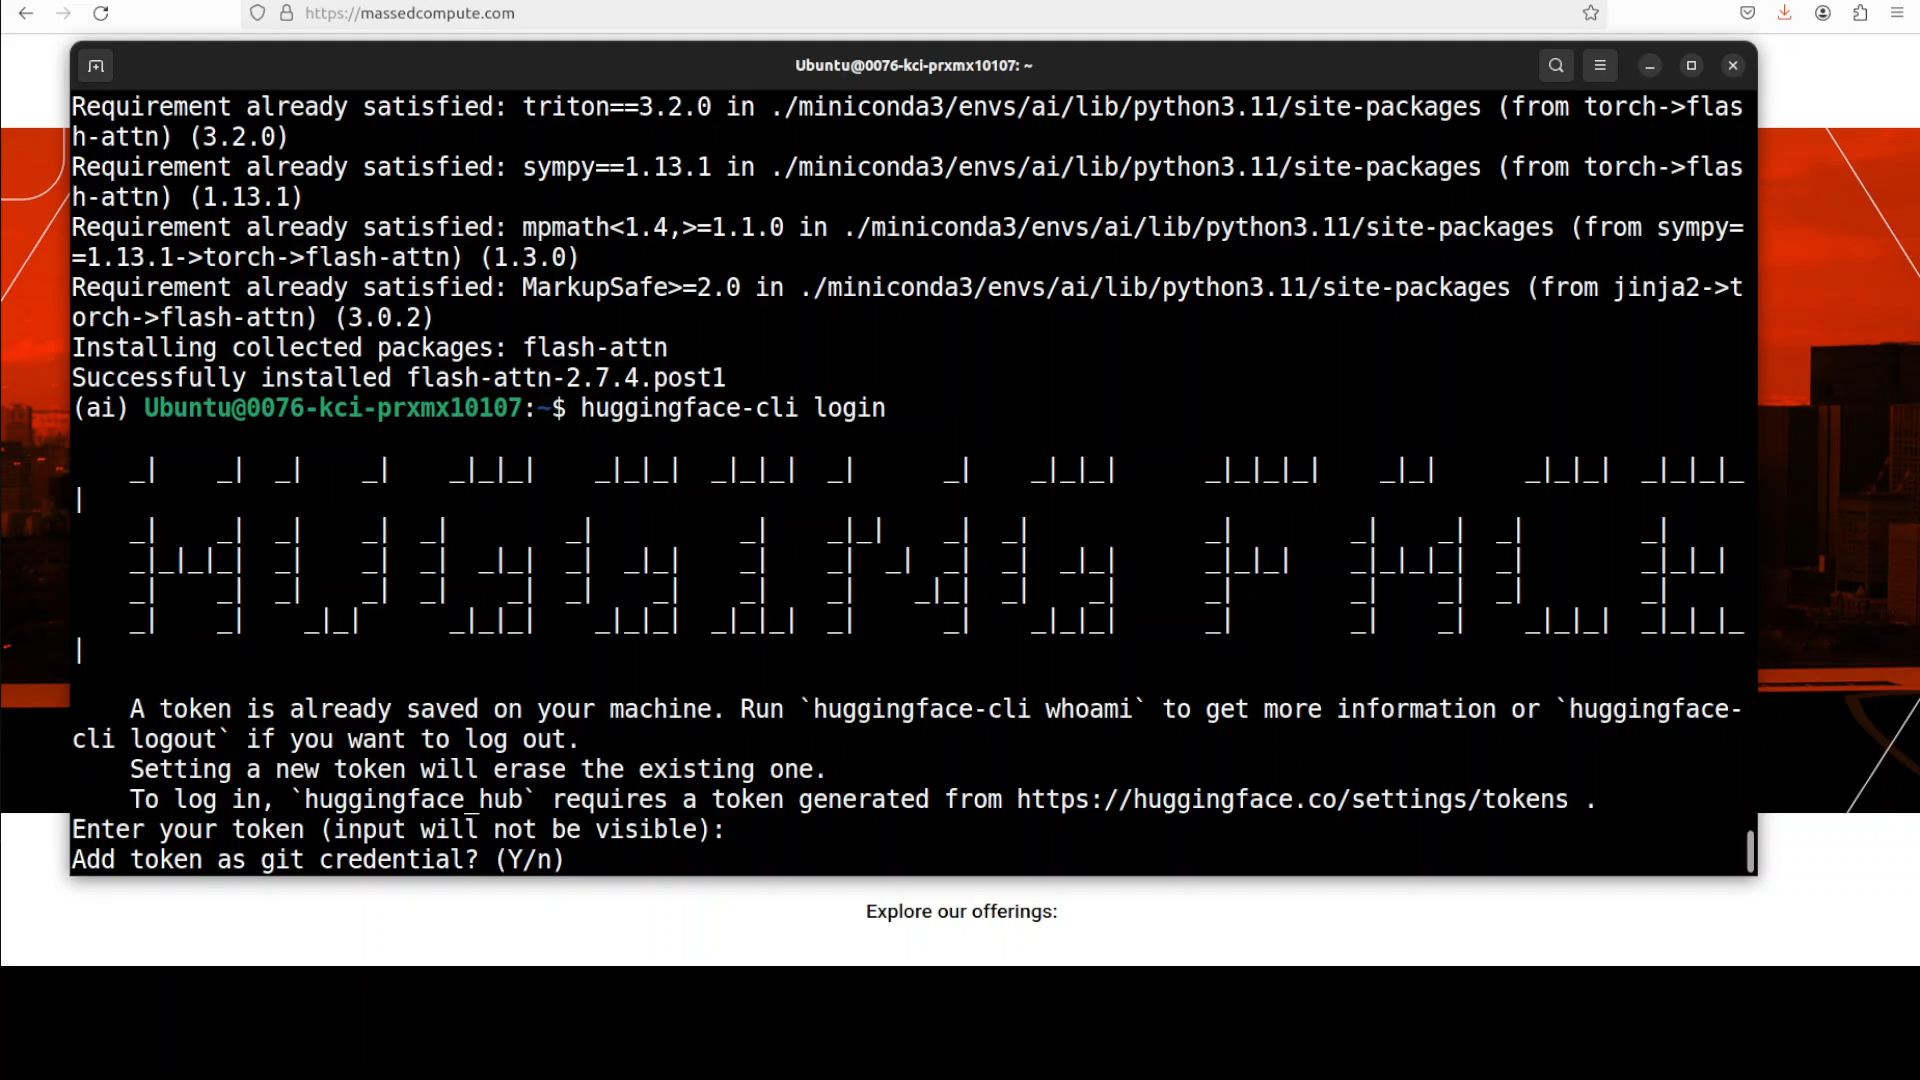 https://massedcompute.com
Ubuntu@0076-kci-prxmx10107: ~
Requirement already satisfied: triton==3.2.0 in ./miniconda3/envs/ai/lib/python3.11/site-packages (from torch->flas
h-attn) (3.2.0)
Requirement already satisfied: sympy==1.13.1 in ./miniconda3/envs/ai/lib/python3.11/site-packages (from torch->flas
h-attn) (1.13.1)
Requirement already satisfied: mpmath<1.4,>=1.1.0 in ./miniconda3/envs/ai/lib/python3.11/site-packages (from sympy=
=1.13.1->torch->flash-attn) (1.3.0)
Requirement already satisfied: MarkupSafe>=2.0 in ./miniconda3/envs/ai/lib/python3.11/site-packages (from jinja2->t
orch->flash-attn) (3.0.2)
Installing collected packages: flash-attn
Successfully installed flash-attn-2.7.4.post1
(ai) Ubuntu@0076-kci-prxmx10107:~$ huggingface-cli login
HUGGING FACE
A token is already saved on your machine. Run `huggingface-cli whoami` to get more information or `huggingface-
cli logout` if you want to log out.
Setting a new token will erase the existing one.
To log in, `huggingface_hub` requires a token generated from https://huggingface.co/settings/tokens .
Enter your token (input will not be visible):
Add token as git credential? (Y/n)
Explore our offerings: